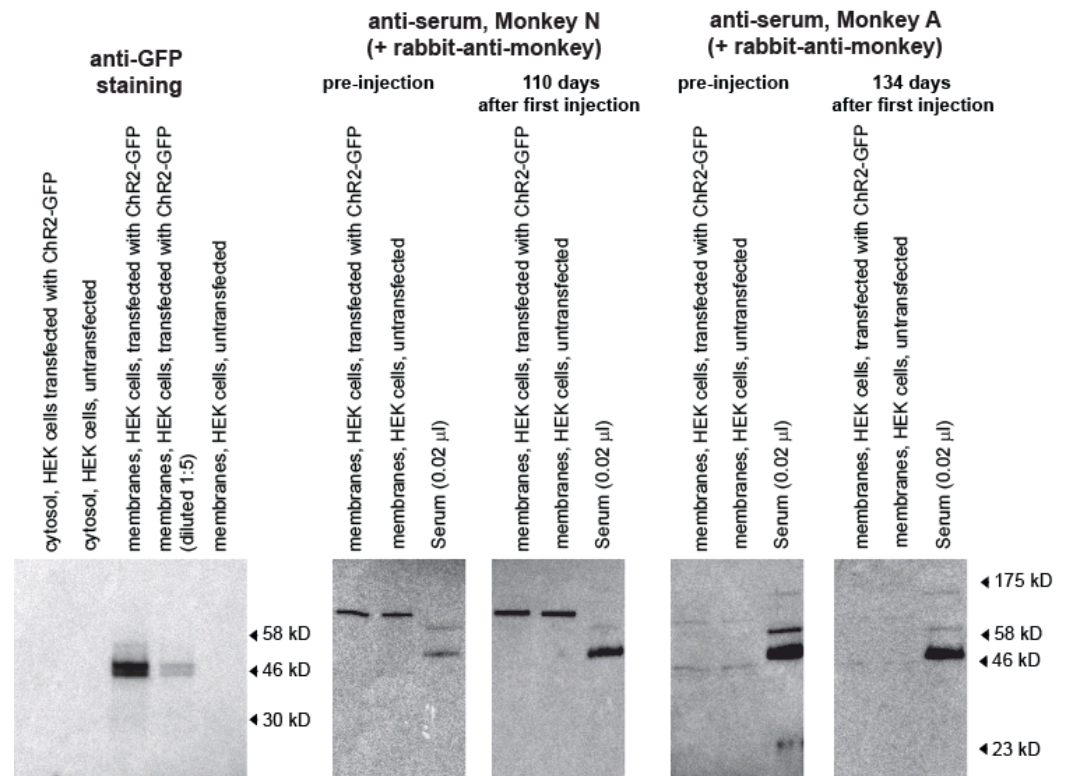 anti-GFP
staining
anti-serum, Monkey N
(+ rabbit-anti-monkey)
anti-serum, Monkey A
(+ rabbit-anti-monkey)
pre-injection
110 days
after first injection
pre-injection
134 days
after first injection
cytosol, HEK cells transfected with ChR2-GFP
cytosol, HEK cells, untransfected
membranes, HEK cells, transfected with ChR2-GFP
membranes, HEK cells, transfected with ChR2-GFP
(diluted 1:5)
membranes, HEK cells, untransfected
membranes, HEK cells, transfected with ChR2-GFP
membranes, HEK cells, untransfected
Serum (0.02 µl)
membranes, HEK cells, transfected with ChR2-GFP
membranes, HEK cells, untransfected
Serum (0.02 µl)
membranes, HEK cells, transfected with ChR2-GFP
membranes, HEK cells, untransfected
Serum (0.02 µl)
membranes, HEK cells, transfected with ChR2-GFP
membranes, HEK cells, untransfected
Serum (0.02 µl)
58 kD
46 kD
30 kD
175 kD
58 kD
46 kD
23 kD